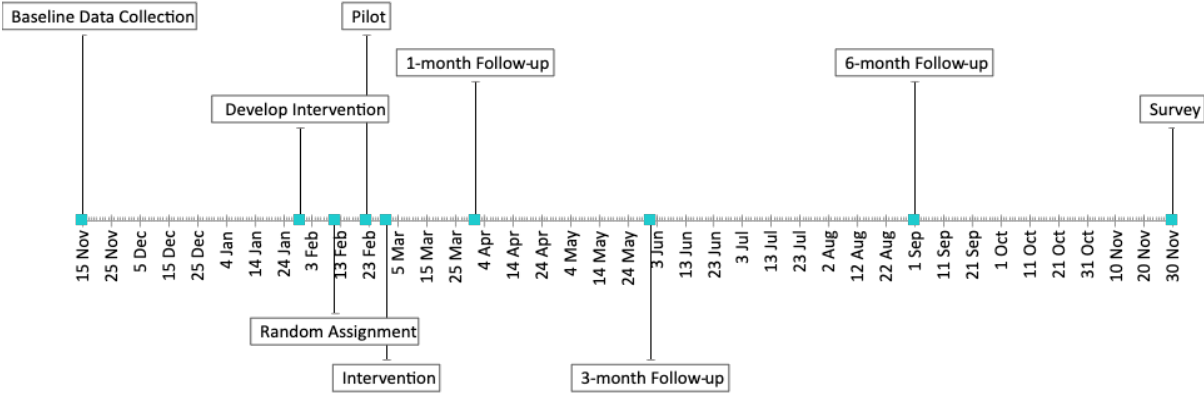 Baseline Data Collection
Pilot
1-month Follow-up
6-month Follow-up
Develop Intervention
Survey
15 Nov
25 Nov
5 Dec
15 Dec
25 Dec
4 Jan
14 Jan
24 Jan
3 Feb
13 Feb
23 Feb
5 Mar
15 Mar
25 Mar
4 Apr
14 Apr
24 Apr
4 May
14 May
24 May
3 Jun
13 Jun
23 Jun
3 Jul
13 Jul
23 Jul
2 Aug
12 Aug
22 Aug
1 Sep
11 Sep
21 Sep
1 Oct
11 Oct
21 Oct
31 Oct
10 Nov
20 Nov
30 Nov
Random Assignment
Intervention
3-month Follow-up